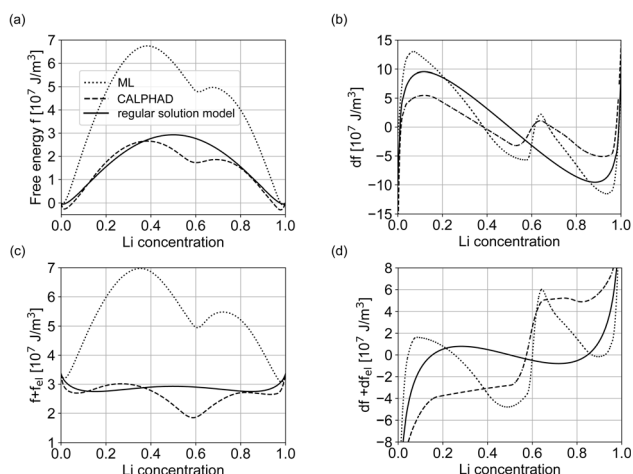 (a)
7
6
5
4
3
2
1
0
Free energy f [10⁷ J/m³]
ML
CALPHAD
regular solution model
0.0 0.2 0.4 0.6 0.8 1.0
Li concentration
(b)
15
10
5
0
−5
−10
−15
df [10⁷ J/m³]
0.0 0.2 0.4 0.6 0.8 1.0
Li concentration
(c)
7
6
5
4
3
2
1
f+fel [10⁷ J/m³]
0.0 0.2 0.4 0.6 0.8 1.0
Li concentration
(d)
8
6
4
2
0
−2
−4
−6
−8
df +dfel [10⁷ J/m³]
0.0 0.2 0.4 0.6 0.8 1.0
Li concentration